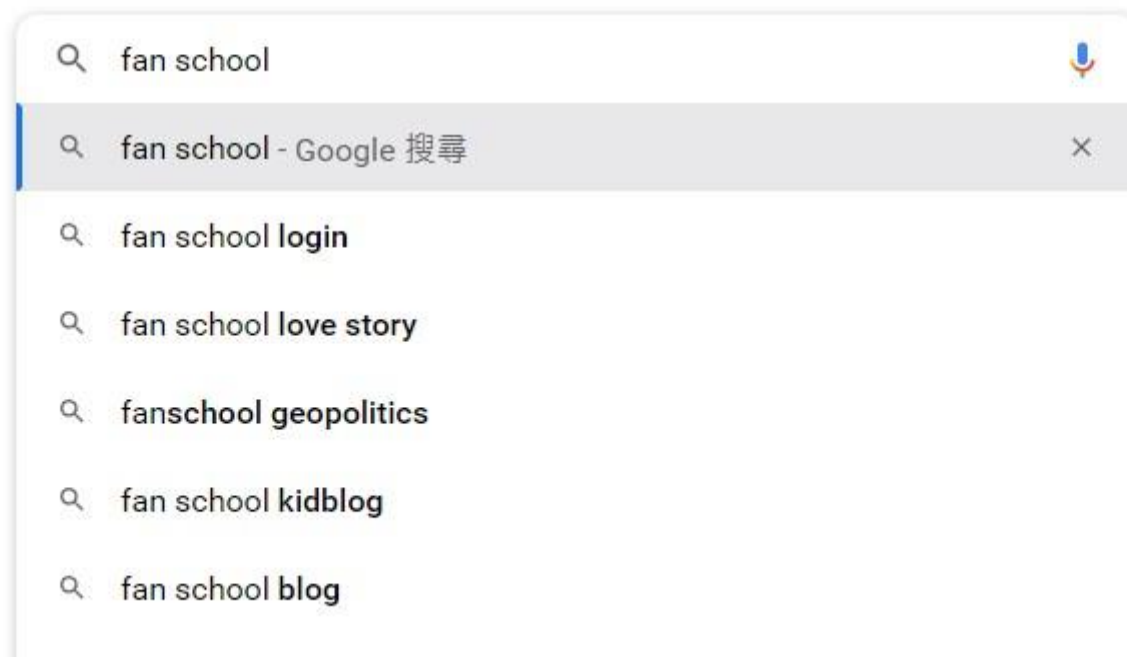 fan school
fan school - Google 搜尋
fan school login
fan school love story
fanschool geopolitics
fan school kidblog
fan school blog